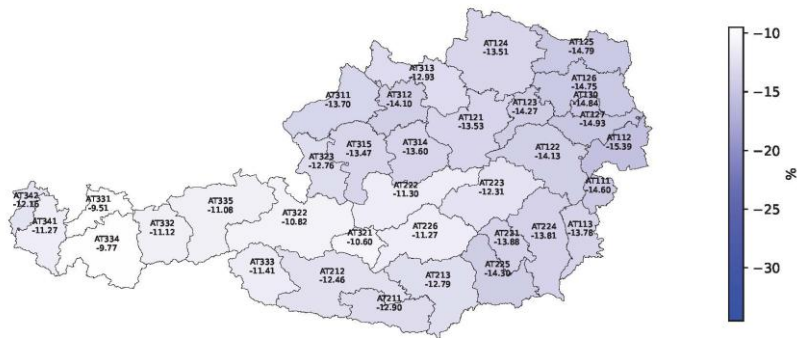 AT124
-13.51
AT125
-14.79
AT313
-12.93
AT126
-14.75
AT311
-13.70
AT312
-14.10
AT130
-14.84
AT123
-14.27
AT127
-14.93
AT121
-13.53
AT112
-15.39
AT315
-13.47
AT314
-13.60
AT122
-14.13
AT323
-12.76
AT111
-14.60
AT222
-11.30
AT223
-12.31
AT342
-12.15
AT331
-9.51
AT335
-11.08
AT341
-11.27
AT332
-11.12
AT322
-10.82
AT334
-9.77
AT321
-10.60
AT226
-11.27
AT231
-13.88
AT224
-13.81
AT113
-13.78
AT333
-11.41
AT212
-12.46
AT213
-12.79
AT225
-14.30
AT211
-12.90
−10
−15
−20
−25
−30
%